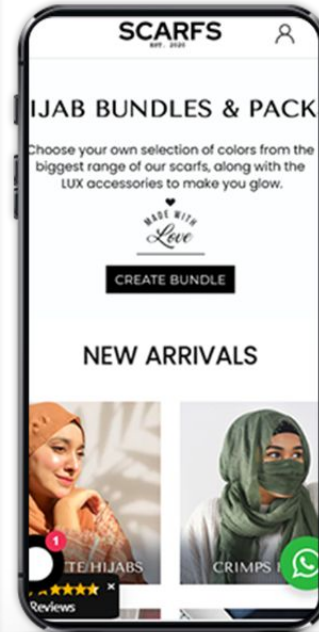 SCARFS
EST. 2020
IJAB BUNDLES & PACK
Choose your own selection of colors from the
biggest range of our scarfs, along with the
LUX accessories to make you glow.
MADE WITH
Love
CREATE BUNDLE
NEW ARRIVALS
TE HIJABS
CRIMPS
1
×
Reviews